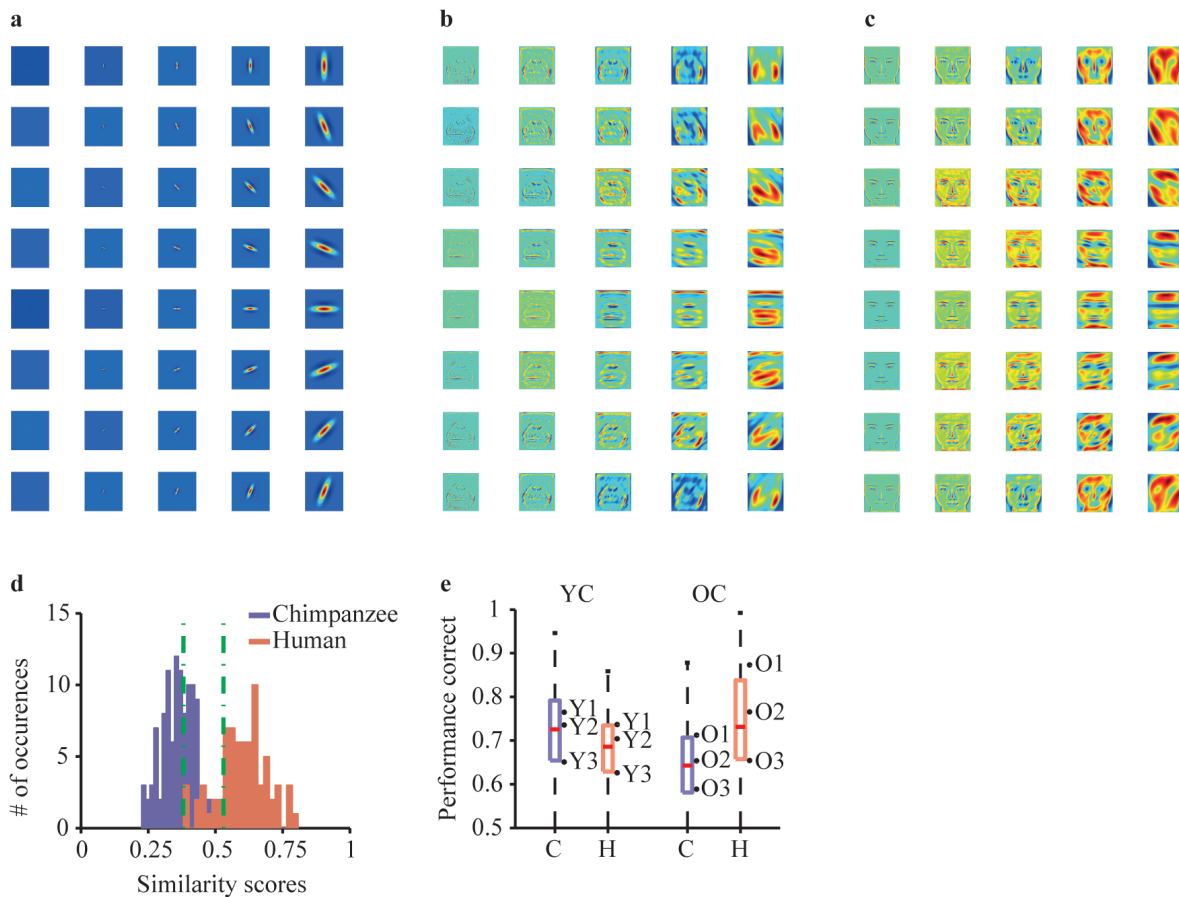 a
b
c
d
15
10
5
0
# of occurences
Chimpanzee
Human
0
0.25
0.5
0.75
1
Similarity scores
e
YC
OC
1
0.9
0.8
0.7
0.6
0.5
Performance correct
Y1
Y2
Y3
Y1
Y2
Y3
O1
O2
O3
O1
O2
O3
C
H
C
H